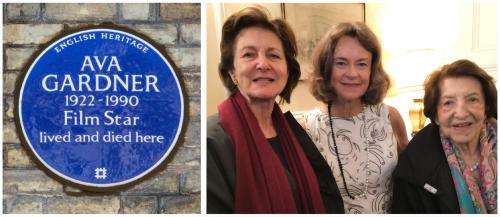 ENGLISH HERITAGE
AVA
GARDNER
1922-1990
Film Star
lived and died here